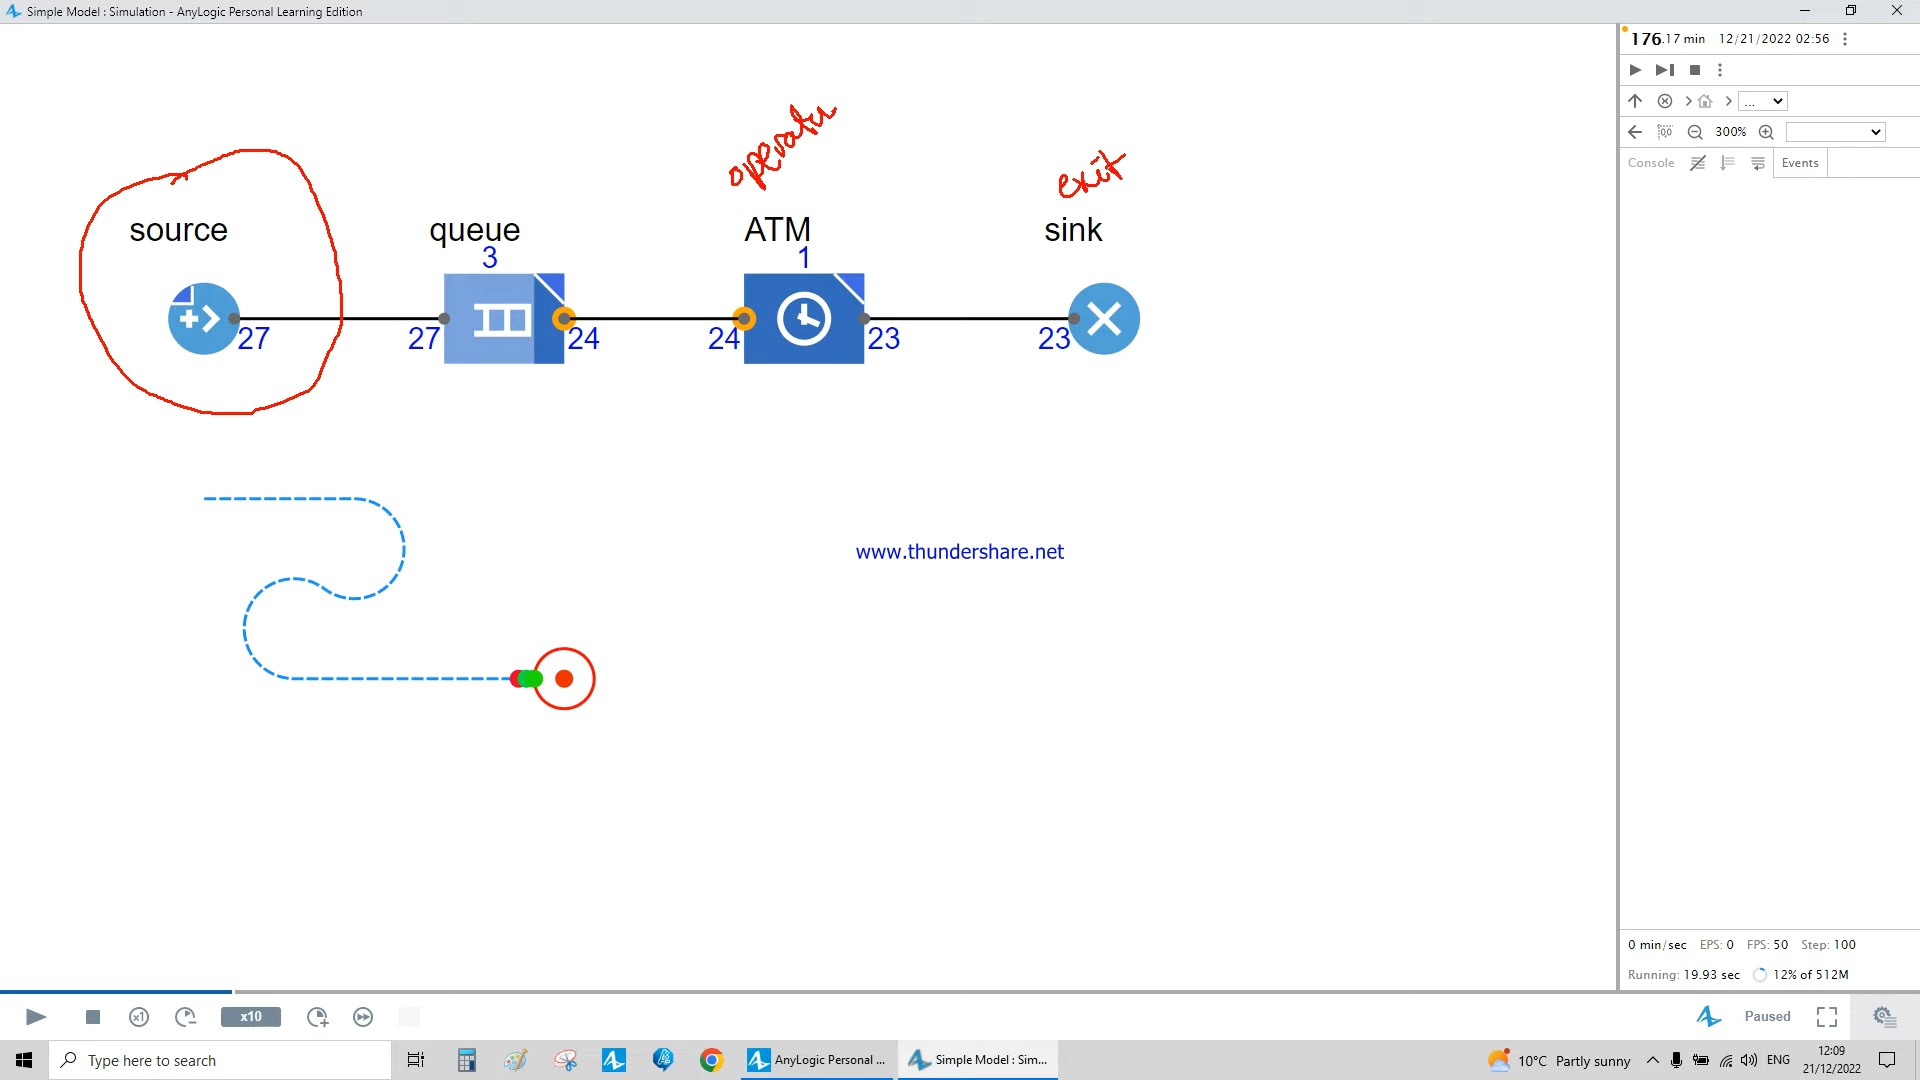 Simple Model : Simulation - AnyLogic Personal Learning Edition
176.17 min 12/21/2022 02:56
...
300%
Console Events
exit
source queue ATM sink
3 1
27 27 24 24 23 23
www.thundershare.net
0 min/sec EPS: 0 FPS: 50 Step: 100
Running: 19.93 sec 12% of 512M
x1 x10 Paused
Type here to search AnyLogic Personal ... Simple Model : Sim... 10°C Partly sunny ENG 12:09
21/12/2022